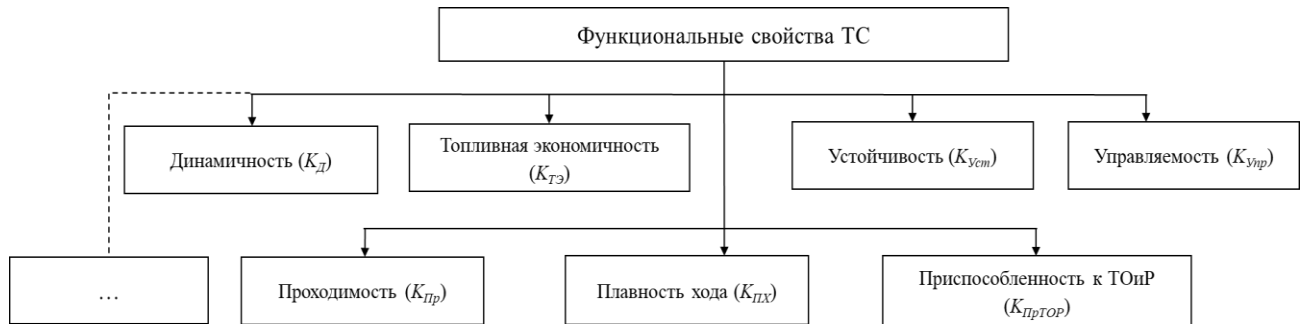 Функциональные свойства ТС
Динамичность (K_Д)
Топливная экономичность
(K_ТЭ)
Устойчивость (K_Уст)
Управляемость (K_Упр)
…
Проходимость (K_Пр)
Плавность хода (K_ПХ)
Приспособленность к ТОиР
(K_ПрТОР)